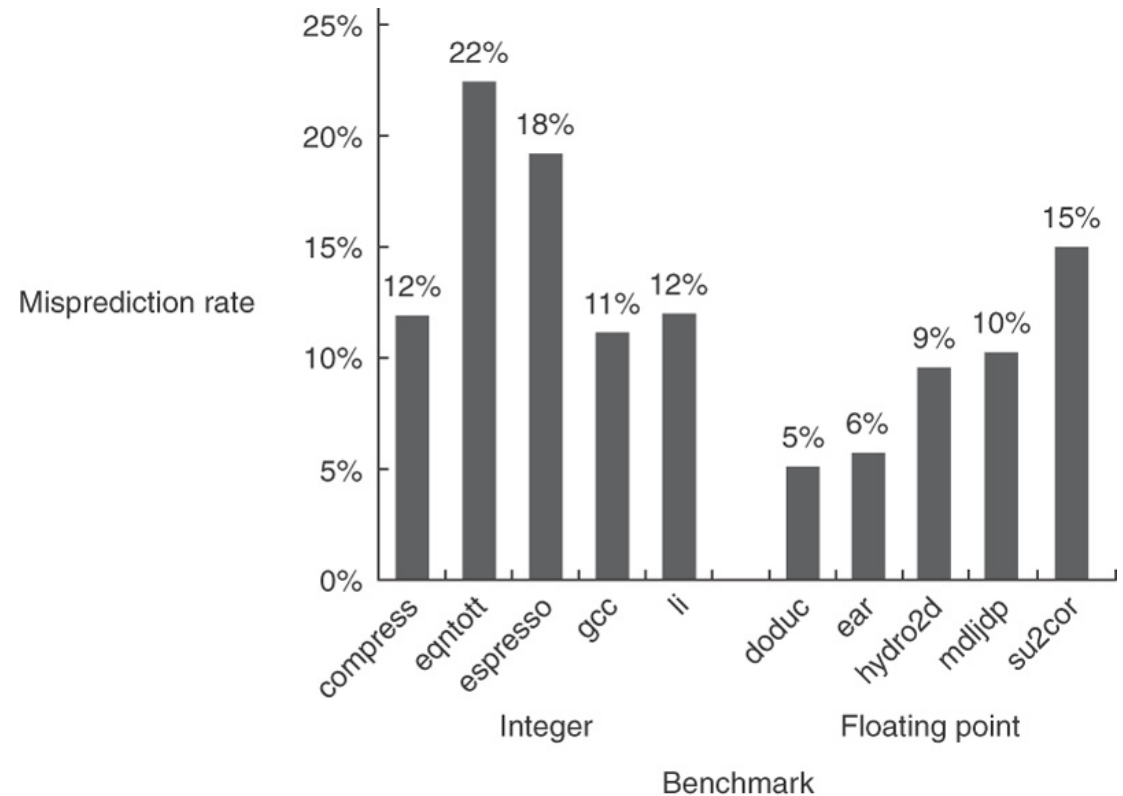 25%
22%
20%
18%
15%
15%
Misprediction rate
12%
11%
12%
10%
9%
10%
5%
6%
5%
0%
compress
eqntott
espresso
gcc
li
doduc
ear
hydro2d
mdljdp
su2cor
Integer
Floating point
Benchmark